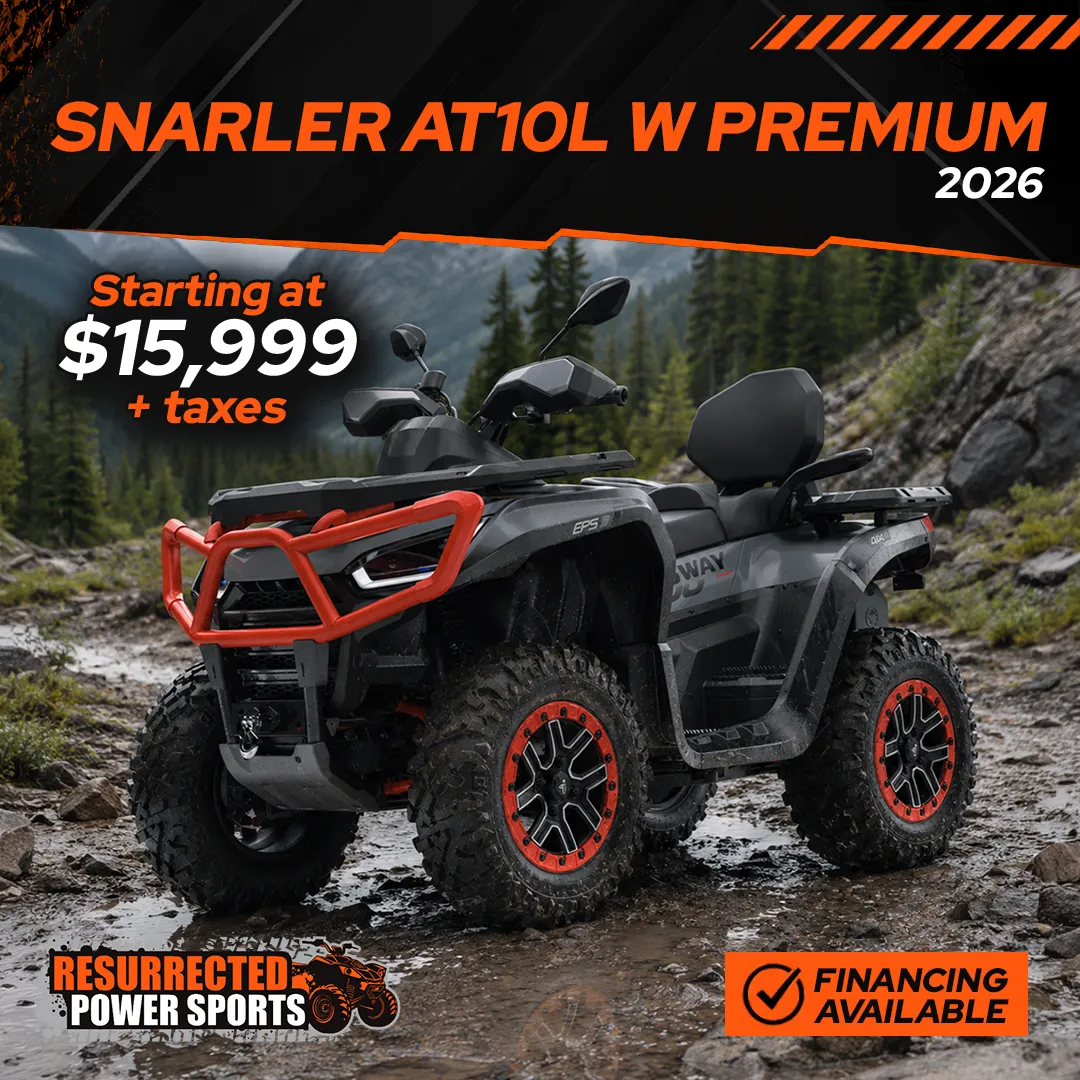 SNARLER AT10L W PREMIUM
2026
Starting at
$15,999
+ taxes
EPS
RESURRECTED
POWER SPORTS
FINANCING
AVAILABLE